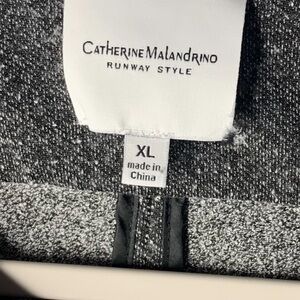 Catherine Malandrino
RUNWAY STYLE
XL
made in
China